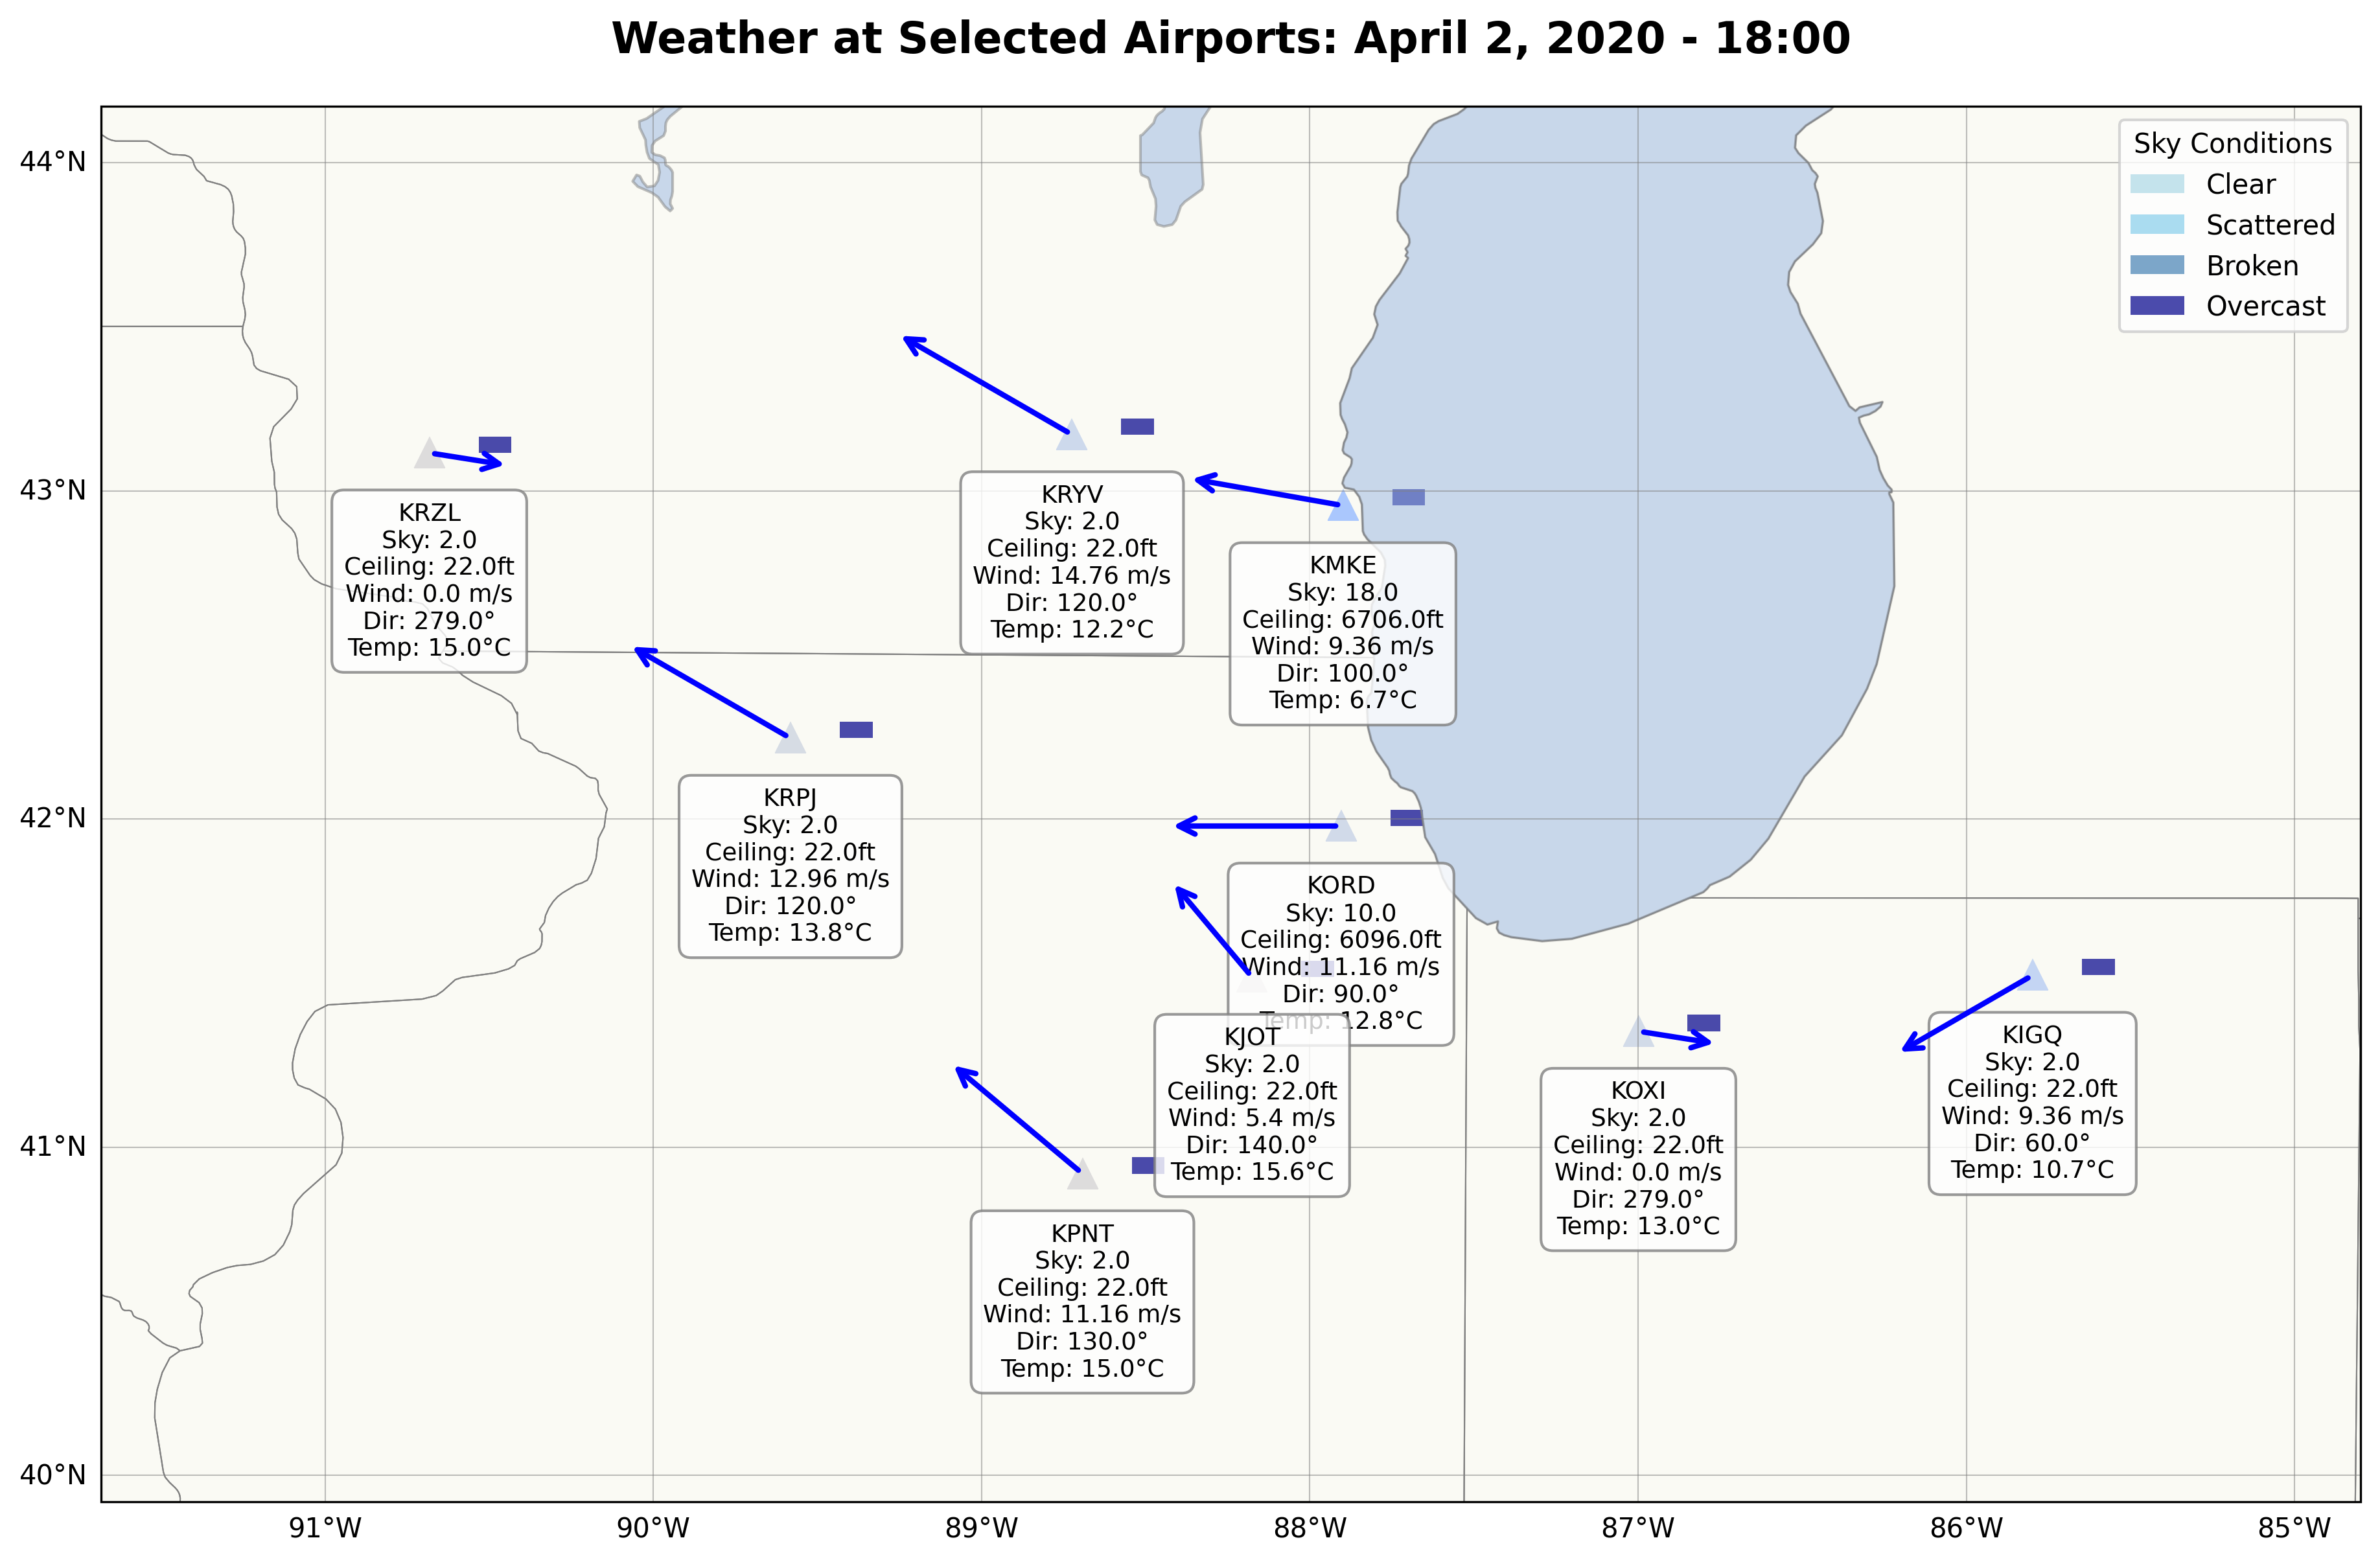 Weather at Selected Airports: April 2, 2020 - 18:00
44°N
43°N
42°N
41°N
40°N
91°W
90°W
89°W
88°W
87°W
86°W
85°W
Sky Conditions
Clear
Scattered
Broken
Overcast
KRZL
Sky: 2.0
Ceiling: 22.0ft
Wind: 0.0 m/s
Dir: 279.0°
Temp: 15.0°C
KRYV
Sky: 2.0
Ceiling: 22.0ft
Wind: 14.76 m/s
Dir: 120.0°
Temp: 12.2°C
KMKE
Sky: 18.0
Ceiling: 6706.0ft
Wind: 9.36 m/s
Dir: 100.0°
Temp: 6.7°C
KRPJ
Sky: 2.0
Ceiling: 22.0ft
Wind: 12.96 m/s
Dir: 120.0°
Temp: 13.8°C
KORD
Sky: 10.0
Ceiling: 6096.0ft
Wind: 11.16 m/s
Dir: 90.0°
Temp: 12.8°C
KJOT
Sky: 2.0
Ceiling: 22.0ft
Wind: 5.4 m/s
Dir: 140.0°
Temp: 15.6°C
KOXI
Sky: 2.0
Ceiling: 22.0ft
Wind: 0.0 m/s
Dir: 279.0°
Temp: 13.0°C
KIGQ
Sky: 2.0
Ceiling: 22.0ft
Wind: 9.36 m/s
Dir: 60.0°
Temp: 10.7°C
KPNT
Sky: 2.0
Ceiling: 22.0ft
Wind: 11.16 m/s
Dir: 130.0°
Temp: 15.0°C